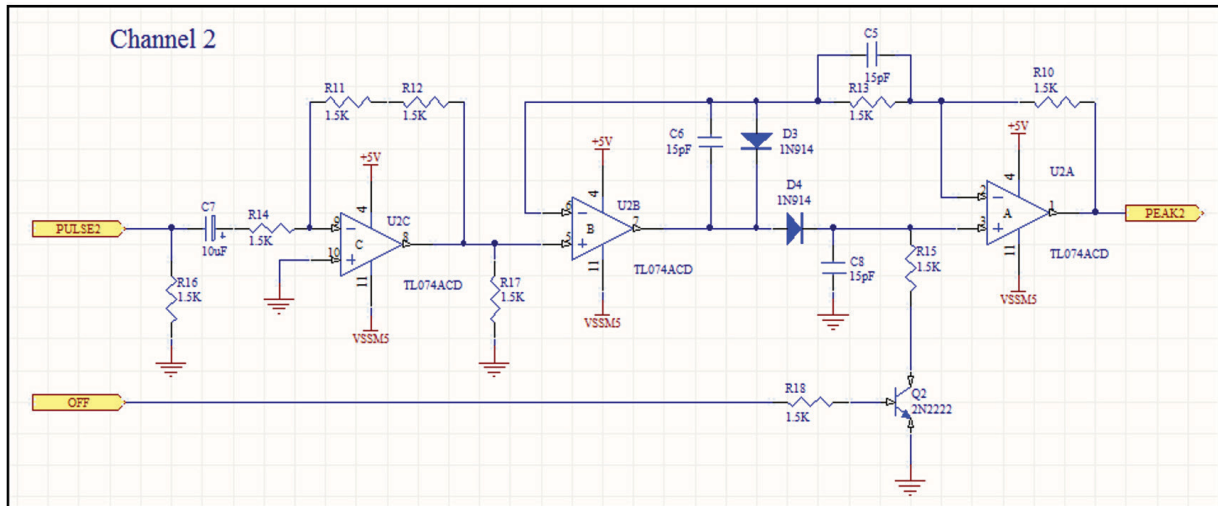 Channel 2
C5
15pF
R11
1.5K
R12
1.5K
R13
1.5K
R10
1.5K
+5V
+5V
+5V
C6
15pF
D3
1N914
D4
1N914
U2C
U2B
U2A
4
4
4
PULSE2
C7
10uF
+
R14
1.5K
9
10
8
C
11
6
5
7
B
11
2
3
1
A
11
PEAK2
TL074ACD
TL074ACD
TL074ACD
R16
1.5K
R17
1.5K
C8
15pF
R15
1.5K
VSSM5
VSSM5
VSSM5
OFF
R18
1.5K
Q2
2N2222